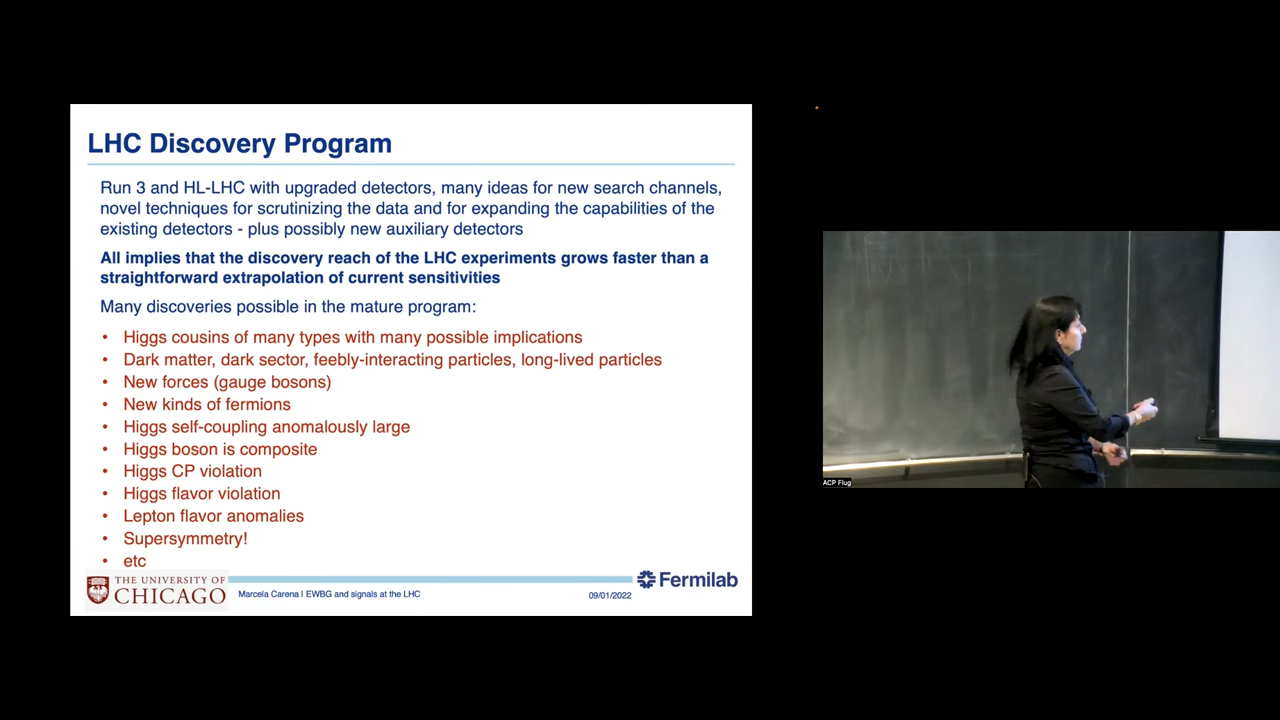 LHC Discovery Program
Run 3 and HL-LHC with upgraded detectors, many ideas for new search channels,
novel techniques for scrutinizing the data and for expanding the capabilities of the
existing detectors - plus possibly new auxiliary detectors
All implies that the discovery reach of the LHC experiments grows faster than a
straightforward extrapolation of current sensitivities
Many discoveries possible in the mature program:
• Higgs cousins of many types with many possible implications
• Dark matter, dark sector, feebly-interacting particles, long-lived particles
• New forces (gauge bosons)
• New kinds of fermions
• Higgs self-coupling anomalously large
• Higgs boson is composite
• Higgs CP violation
• Higgs flavor violation
• Lepton flavor anomalies
• Supersymmetry!
• etc
THE UNIVERSITY OF
CHICAGO
Marcela Carena I EWBG and signals at the LHC
09/01/2022
Fermilab
ACP Flug